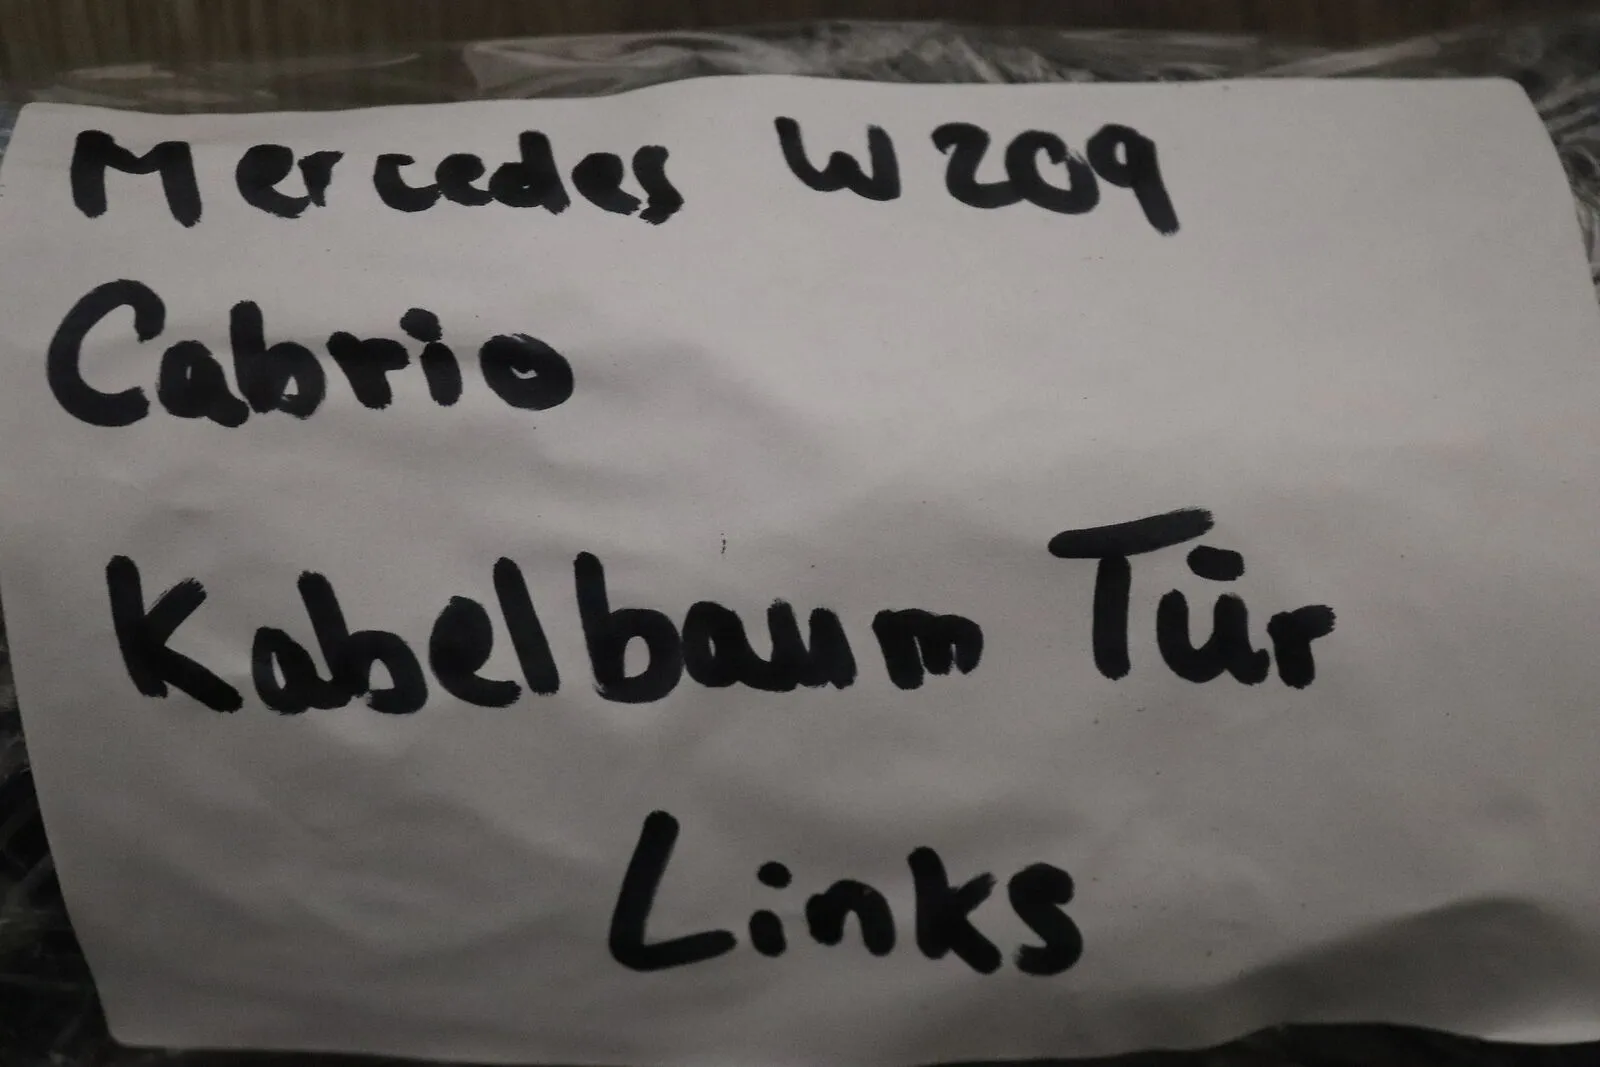 Mercedes W209
Cabrio
Kabelbaum Tür
Links